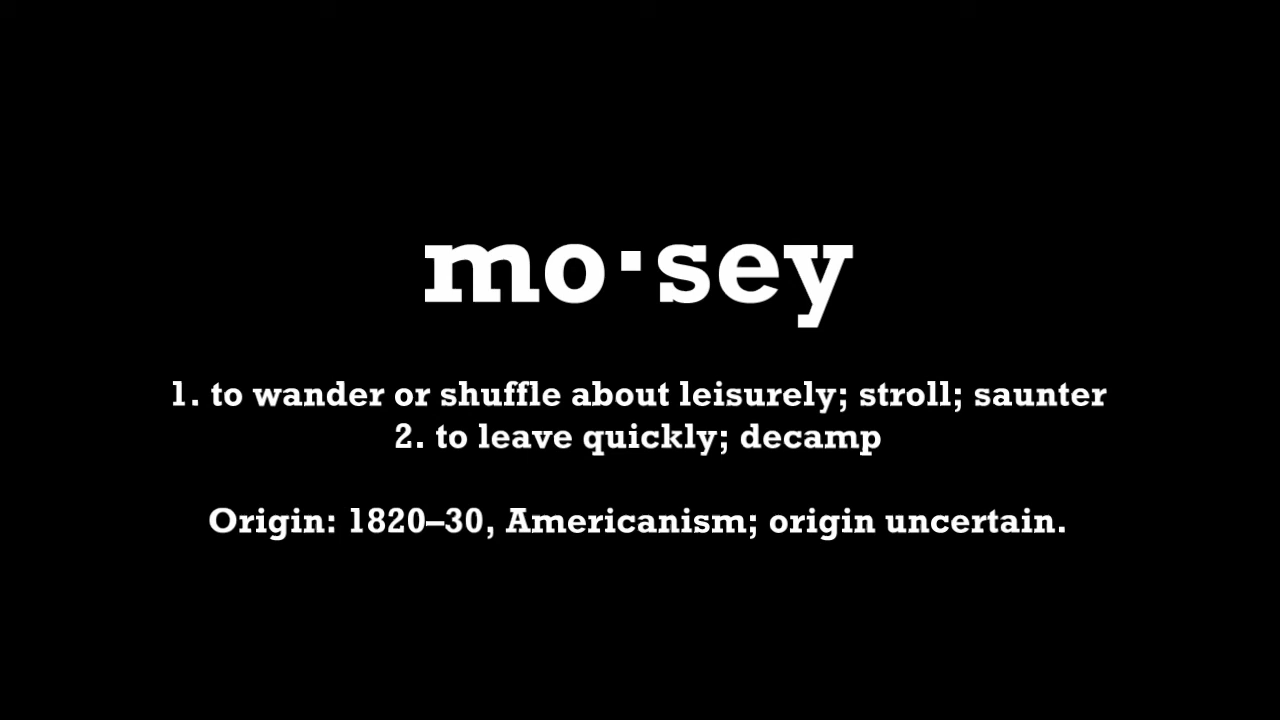 mo·sey
1. to wander or shuffle about leisurely; stroll; saunter
2. to leave quickly; decamp
Origin: 1820–30, Americanism; origin uncertain.